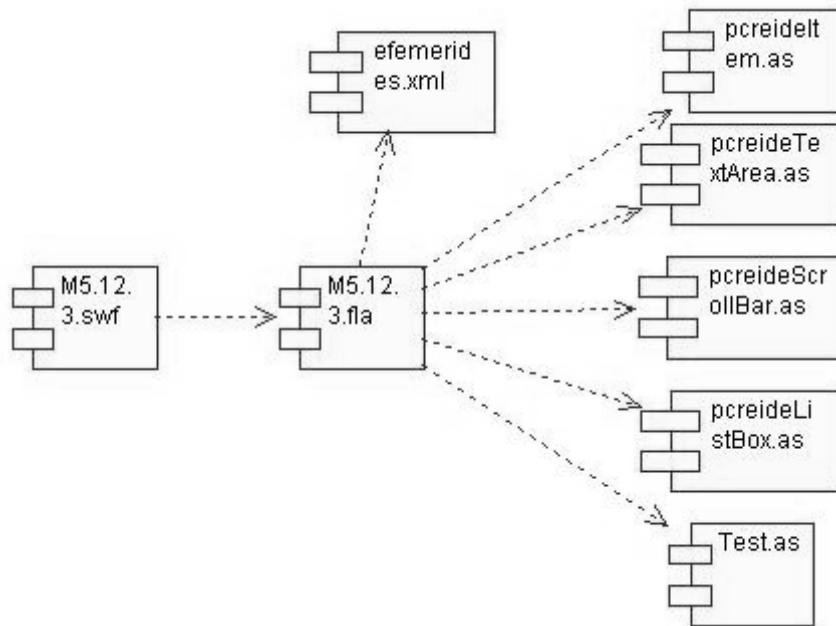 efemerid
es.xml
pcreideIt
em.as
pcreideTe
xtArea.as
M5.12.
3.swf
M5.12.
3.fla
pcreideScr
ollBar.as
pcreideLi
stBox.as
Test.as